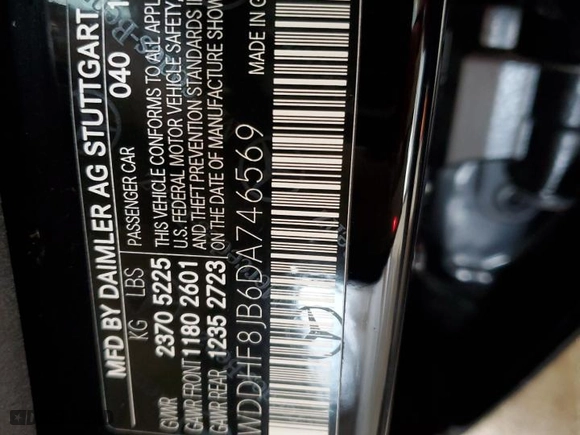 MFD BY DAIMLER AG STUTTGART
040
KG LBS PASSENGER CAR
GVWR 2370 5225 THIS VEHICLE CONFORMS TO ALL APPL
GAWR FRONT 1180 2601 U.S. FEDERAL MOTOR VEHICLE SAFETY,
GAWR REAR 1235 2723 AND THEFT PREVENTION STANDARDS I
ON THE DATE OF MANUFACTURE SHOW
WDDHF8JB6DA746569 MADE IN